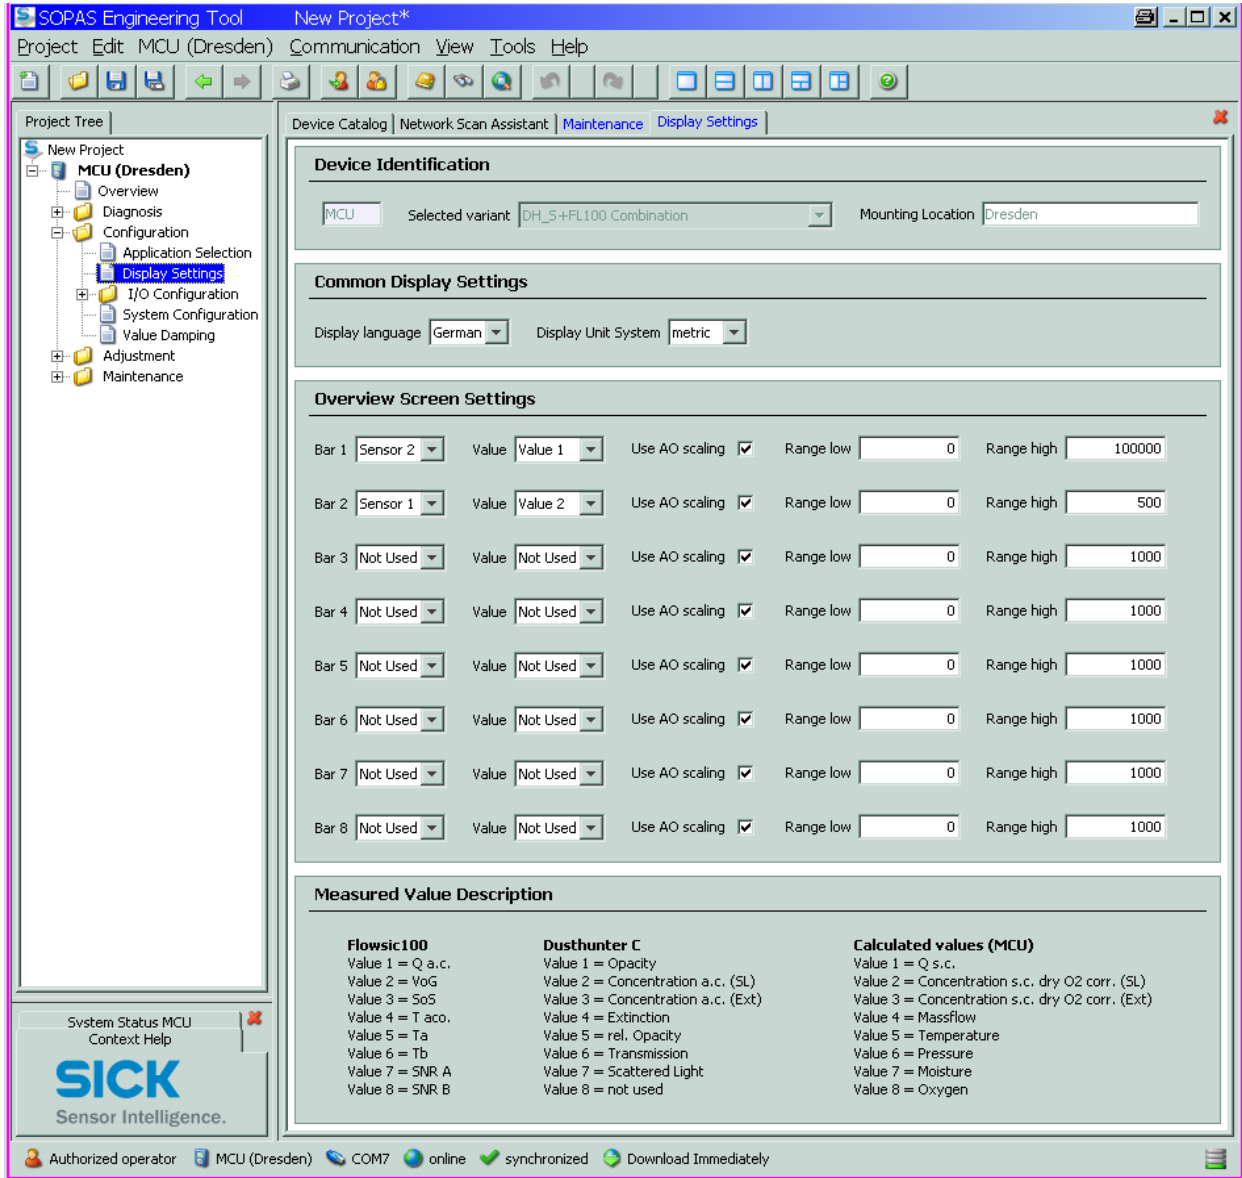 SOPAS Engineering Tool New Project*
Project Edit MCU (Dresden) Communication View Tools Help
Project Tree
New Project
MCU (Dresden)
Overview
Diagnosis
Configuration
Application Selection
Display Settings
I/O Configuration
System Configuration
Value Damping
Adjustment
Maintenance
System Status MCU
Context Help
SICK
Sensor Intelligence.
Device Catalog Network Scan Assistant Maintenance Display Settings
Device Identification
MCU Selected variant DH_S+FL100 Combination Mounting Location Dresden
Common Display Settings
Display language German Display Unit System metric
Overview Screen Settings
Bar 1 Sensor 2 Value Value 1 Use AO scaling Range low 0 Range high 100000
Bar 2 Sensor 1 Value Value 2 Use AO scaling Range low 0 Range high 500
Bar 3 Not Used Value Not Used Use AO scaling Range low 0 Range high 1000
Bar 4 Not Used Value Not Used Use AO scaling Range low 0 Range high 1000
Bar 5 Not Used Value Not Used Use AO scaling Range low 0 Range high 1000
Bar 6 Not Used Value Not Used Use AO scaling Range low 0 Range high 1000
Bar 7 Not Used Value Not Used Use AO scaling Range low 0 Range high 1000
Bar 8 Not Used Value Not Used Use AO scaling Range low 0 Range high 1000
Measured Value Description
Flowsic100
Value 1 = Q a.c.
Value 2 = VoG
Value 3 = SoS
Value 4 = T aco.
Value 5 = Ta
Value 6 = Tb
Value 7 = SNR A
Value 8 = SNR B
Dusthunter C
Value 1 = Opacity
Value 2 = Concentration a.c. (SL)
Value 3 = Concentration a.c. (Ext)
Value 4 = Extinction
Value 5 = rel. Opacity
Value 6 = Transmission
Value 7 = Scattered Light
Value 8 = not used
Calculated values (MCU)
Value 1 = Q s.c.
Value 2 = Concentration s.c. dry O2 corr. (SL)
Value 3 = Concentration s.c. dry O2 corr. (Ext)
Value 4 = Massflow
Value 5 = Temperature
Value 6 = Pressure
Value 7 = Moisture
Value 8 = Oxygen
Authorized operator MCU (Dresden) COM7 online synchronized Download Immediately